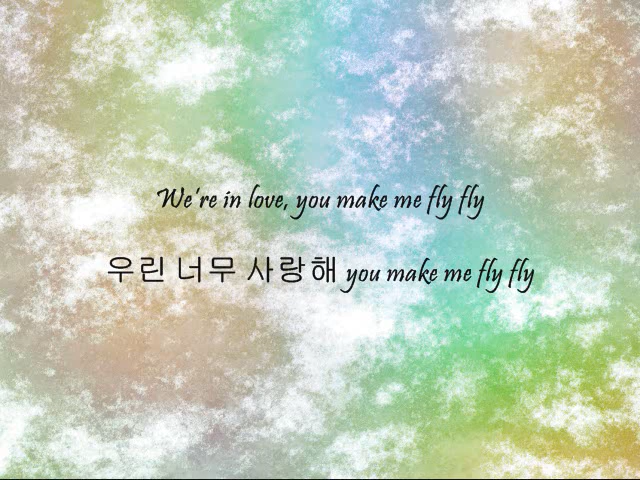 We're in love, you make me fly fly
우린 너무 사랑해 you make me fly fly